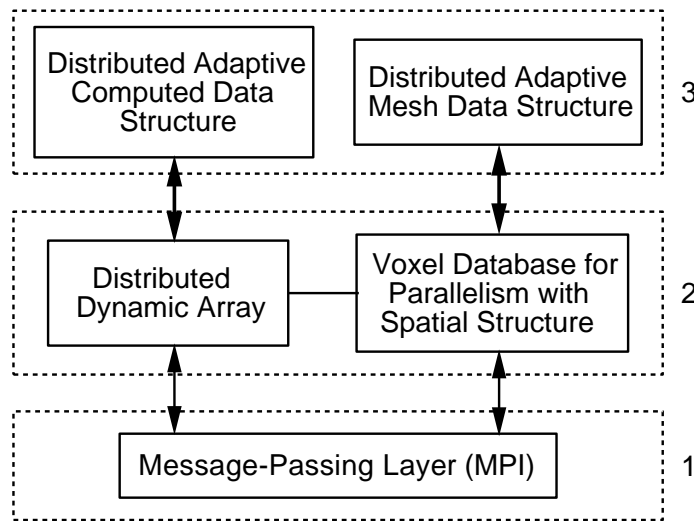 Distributed Adaptive
Computed Data
Structure
Distributed Adaptive
Mesh Data Structure
3
Distributed
Dynamic Array
Voxel Database for
Parallelism with
Spatial Structure
2
Message-Passing Layer (MPI)
1